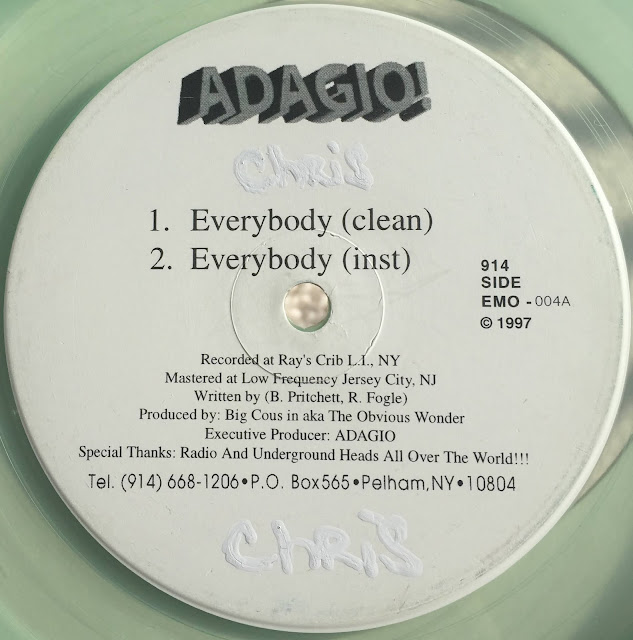 ADAGIO!
Chris
1. Everybody (clean)
2. Everybody (inst)
914
SIDE
EMO - 004A
© 1997
Recorded at Ray's Crib L.I., NY
Mastered at Low Frequency Jersey City, NJ
Written by (B. Pritchett, R. Fogle)
Produced by: Big Cous in aka The Obvious Wonder
Executive Producer: ADAGIO
Special Thanks: Radio And Underground Heads All Over The World!!!
Tel. (914) 668-1206•P.O. Box565•Pelham,NY•10804
CHRiS